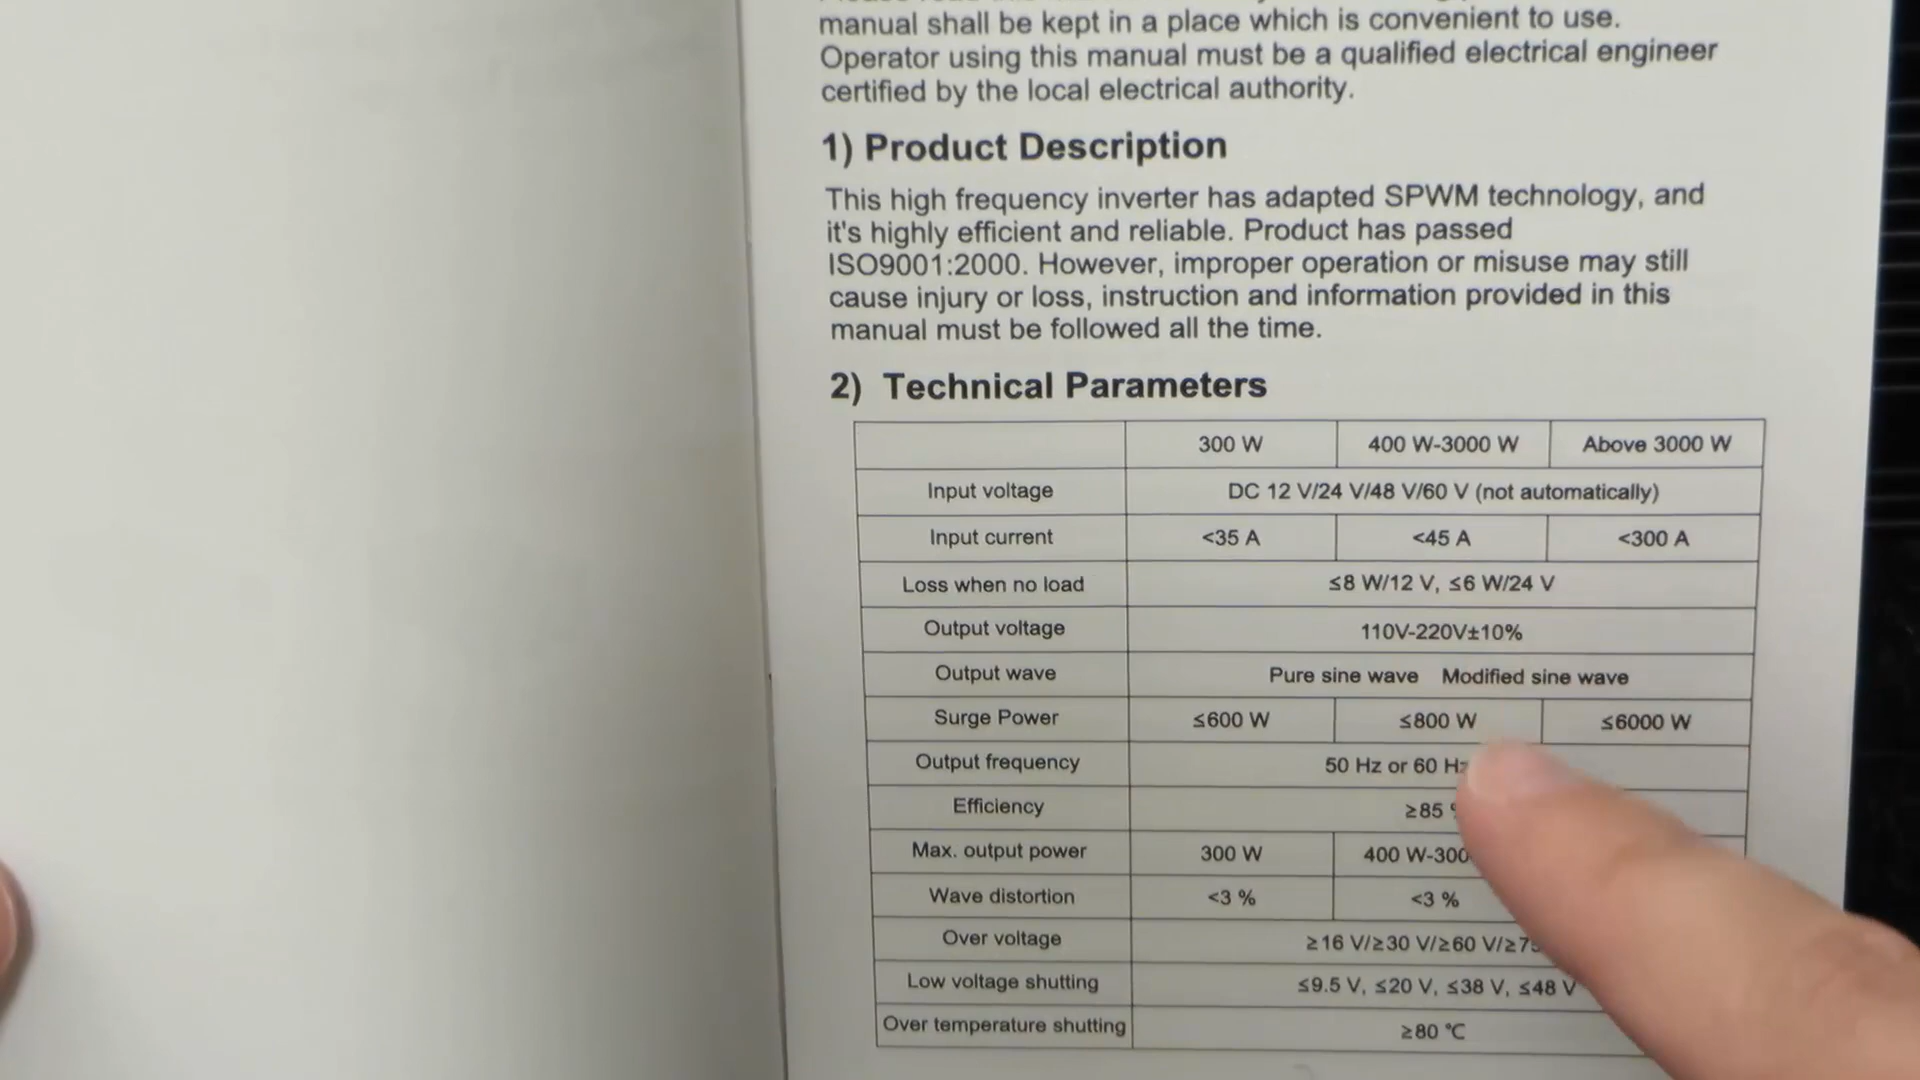 manual shall be kept in a place which is convenient to use.
Operator using this manual must be a qualified electrical engineer
certified by the local electrical authority.
1) Product Description
This high frequency inverter has adapted SPWM technology, and
it's highly efficient and reliable. Product has passed
ISO9001:2000. However, improper operation or misuse may still
cause injury or loss, instruction and information provided in this
manual must be followed all the time.
2) Technical Parameters
300 W 400 W-3000 W Above 3000 W
Input voltage DC 12 V/24 V/48 V/60 V (not automatically)
Input current <35 A <45 A <300 A
Loss when no load ≤8 W/12 V, ≤6 W/24 V
Output voltage 110V-220V±10%
Output wave Pure sine wave Modified sine wave
Surge Power ≤600 W ≤800 W ≤6000 W
Output frequency 50 Hz or 60 Hz
Efficiency ≥85
Max. output power 300 W 400 W-300
Wave distortion <3 % <3 %
Over voltage ≥16 V/≥30 V/≥60 V/≥75
Low voltage shutting ≤9.5 V, ≤20 V, ≤38 V, ≤48 V
Over temperature shutting ≥80 ℃